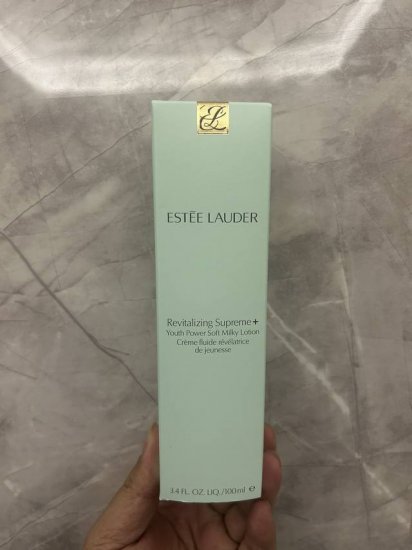 EL
ESTĒE LAUDER
Revitalizing Supreme+
Youth Power Soft Milky Lotion
Crème fluide révélatrice
de jeunesse
3.4 FL. OZ. LIQ./100ml ℮